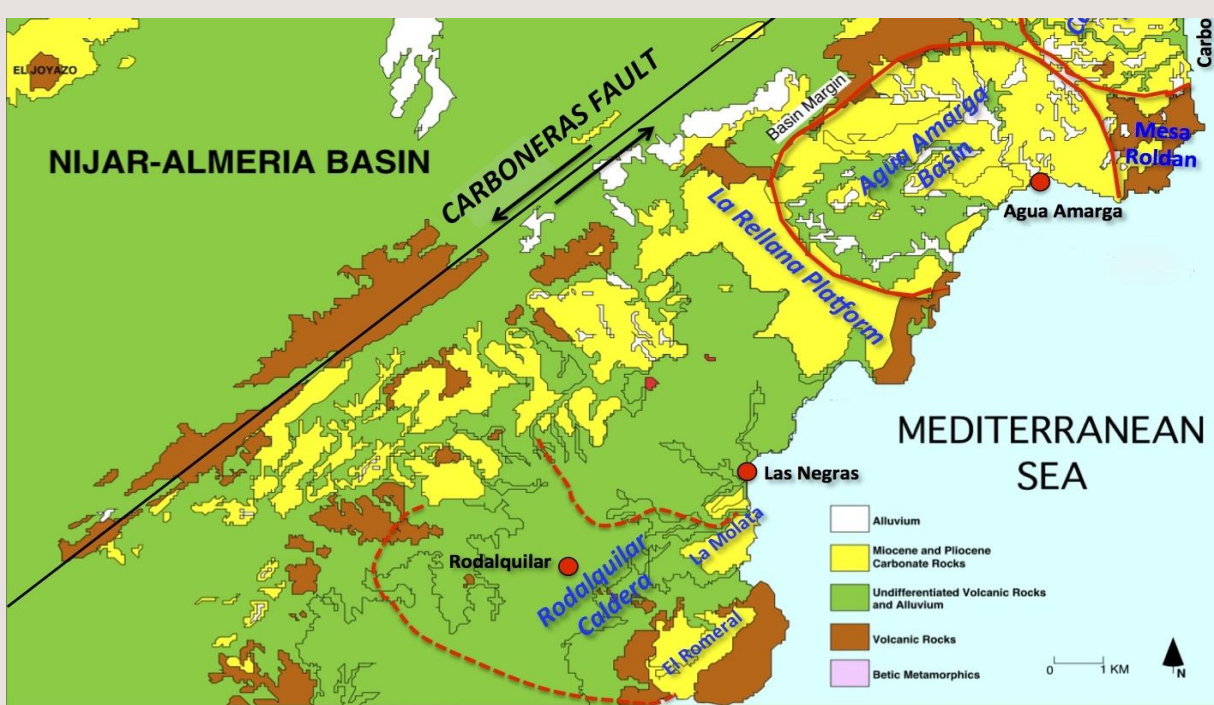 EL JOYAZO
NIJAR-ALMERIA BASIN
CARBONERAS FAULT
Basin Margin
Agua Amarga
Basin
Carbo
Mesa
Roldan
Agua Amarga
La Rellana Platform
MEDITERRANEAN
SEA
Las Negras
La Molata
Rodalquilar
Rodalquilar
Caldera
El Romeral
Alluvium
Miocene and Pliocene
Carbonate Rocks
Undifferentiated Volcanic Rocks
and Alluvium
Volcanic Rocks
Betic Metamorphics
0
1 KM
N